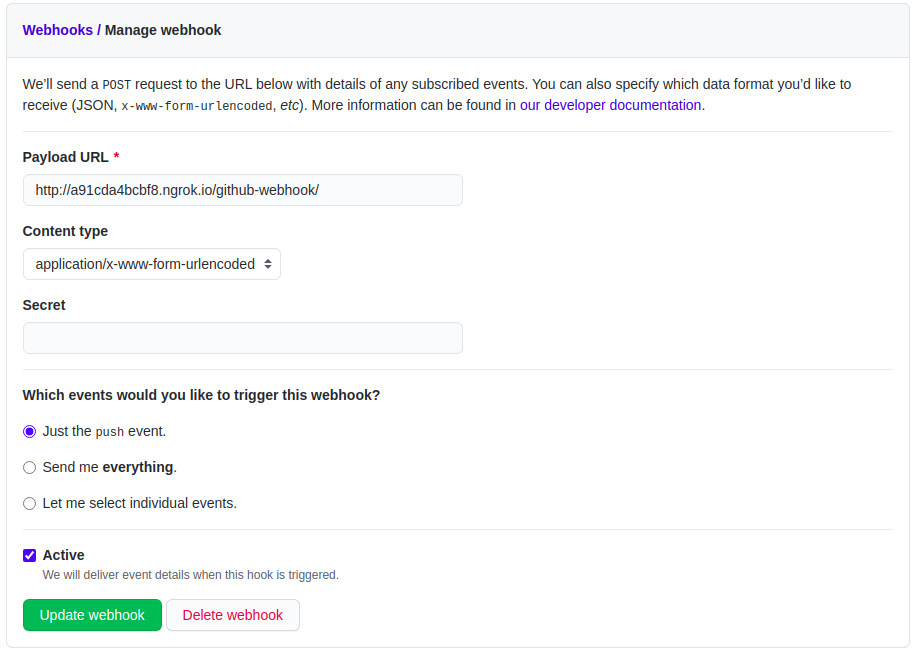 Webhooks / Manage webhook
We’ll send a POST request to the URL below with details of any subscribed events. You can also specify which data format you’d like to
receive (JSON, x-www-form-urlencoded, etc). More information can be found in our developer documentation.
Payload URL *
http://a91cda4bcbf8.ngrok.io/github-webhook/
Content type
application/x-www-form-urlencoded
Secret
Which events would you like to trigger this webhook?
Just the push event.
Send me everything.
Let me select individual events.
Active
We will deliver event details when this hook is triggered.
Update webhook Delete webhook